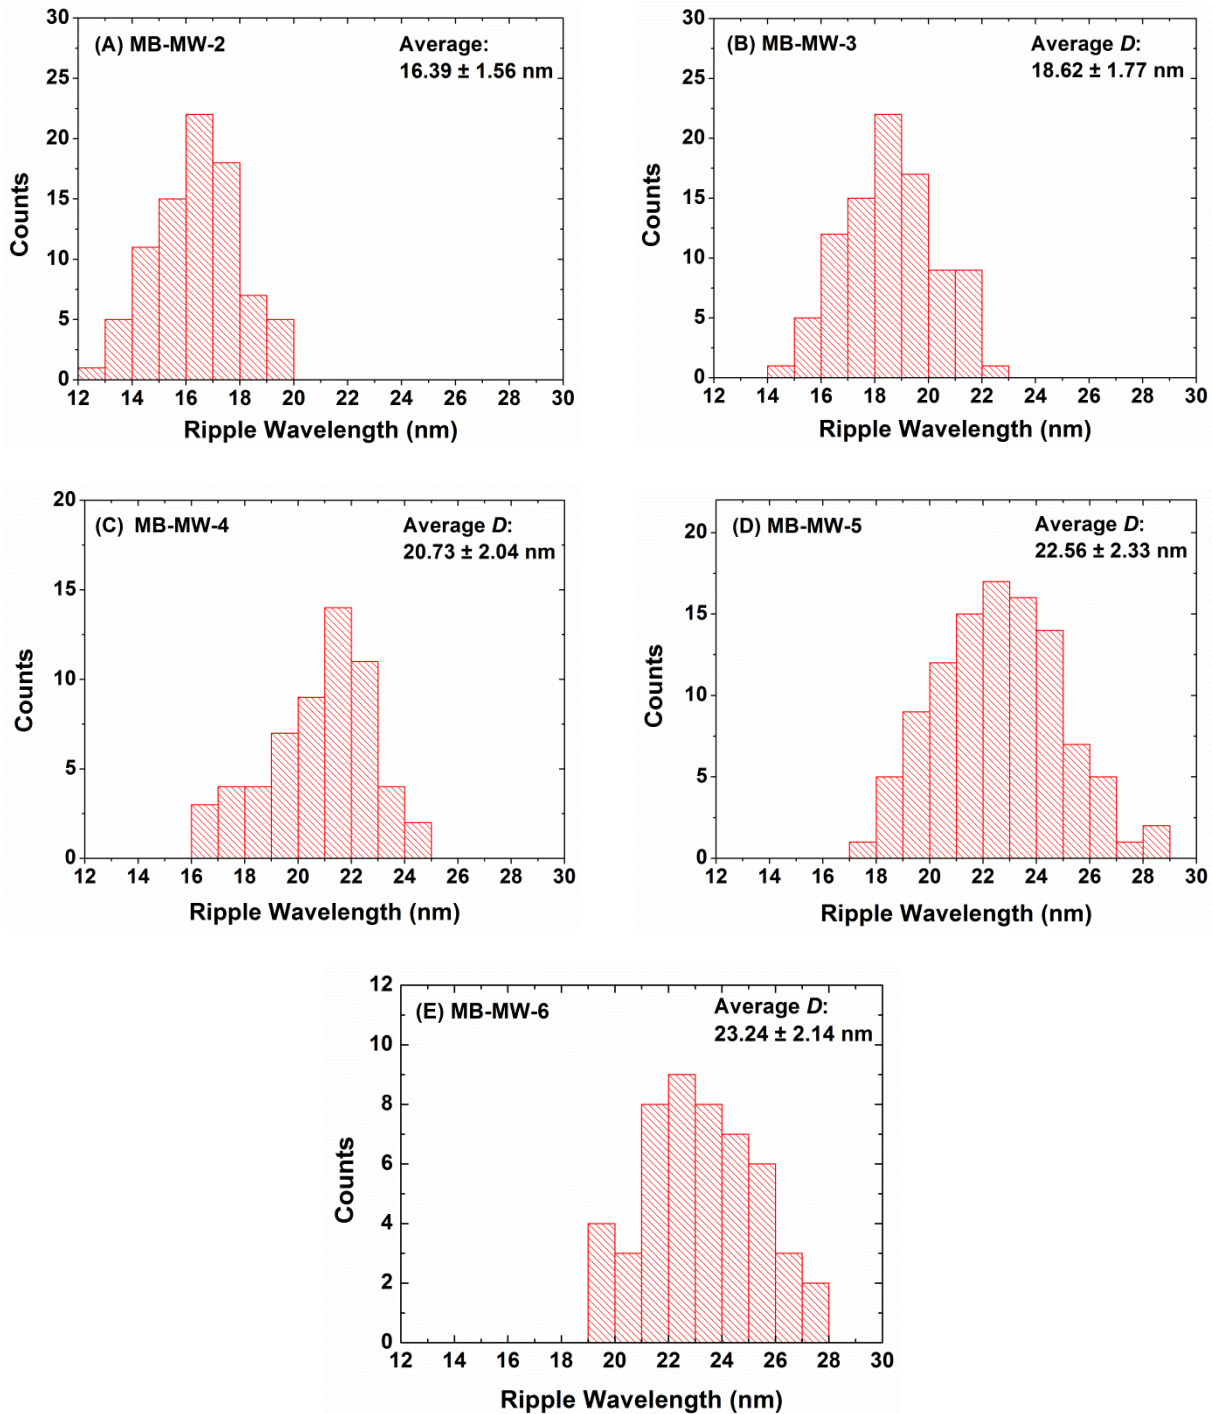 (A) MB-MW-2
Average:
16.39 ± 1.56 nm
30
25
20
15
10
5
0
Counts
12 14 16 18 20 22 24 26 28 30
Ripple Wavelength (nm)
(B) MB-MW-3
Average D:
18.62 ± 1.77 nm
30
25
20
15
10
5
0
Counts
12 14 16 18 20 22 24 26 28 30
Ripple Wavelength (nm)
(C) MB-MW-4
Average D:
20.73 ± 2.04 nm
20
15
10
5
0
Counts
12 14 16 18 20 22 24 26 28 30
Ripple Wavelength (nm)
(D) MB-MW-5
Average D:
22.56 ± 2.33 nm
20
15
10
5
0
Counts
12 14 16 18 20 22 24 26 28 30
Ripple Wavelength (nm)
(E) MB-MW-6
Average D:
23.24 ± 2.14 nm
12
10
8
6
4
2
0
Counts
12 14 16 18 20 22 24 26 28 30
Ripple Wavelength (nm)